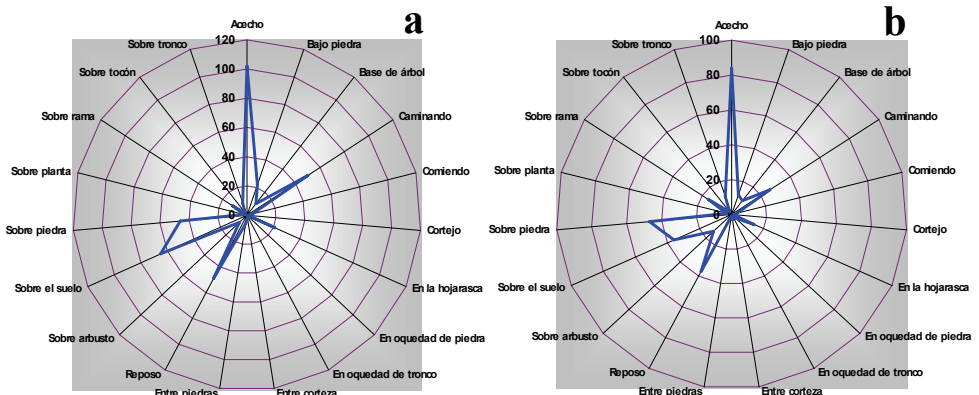 a
Acecho
Bajo piedra
Base de árbol
Caminando
Comiendo
Cortejo
En la hojarasca
En oquedad de piedra
En oquedad de tronco
Entre corteza
Entre piedras
Reposo
Sobre arbusto
Sobre el suelo
Sobre piedra
Sobre planta
Sobre rama
Sobre tocón
Sobre tronco
120
100
80
60
40
20
0
b
Acecho
Bajo piedra
Base de árbol
Caminando
Comiendo
Cortejo
En la hojarasca
En oquedad de piedra
En oquedad de tronco
Entre corteza
Entre piedras
Reposo
Sobre arbusto
Sobre el suelo
Sobre piedra
Sobre planta
Sobre rama
Sobre tocón
Sobre tronco
100
80
60
40
20
0